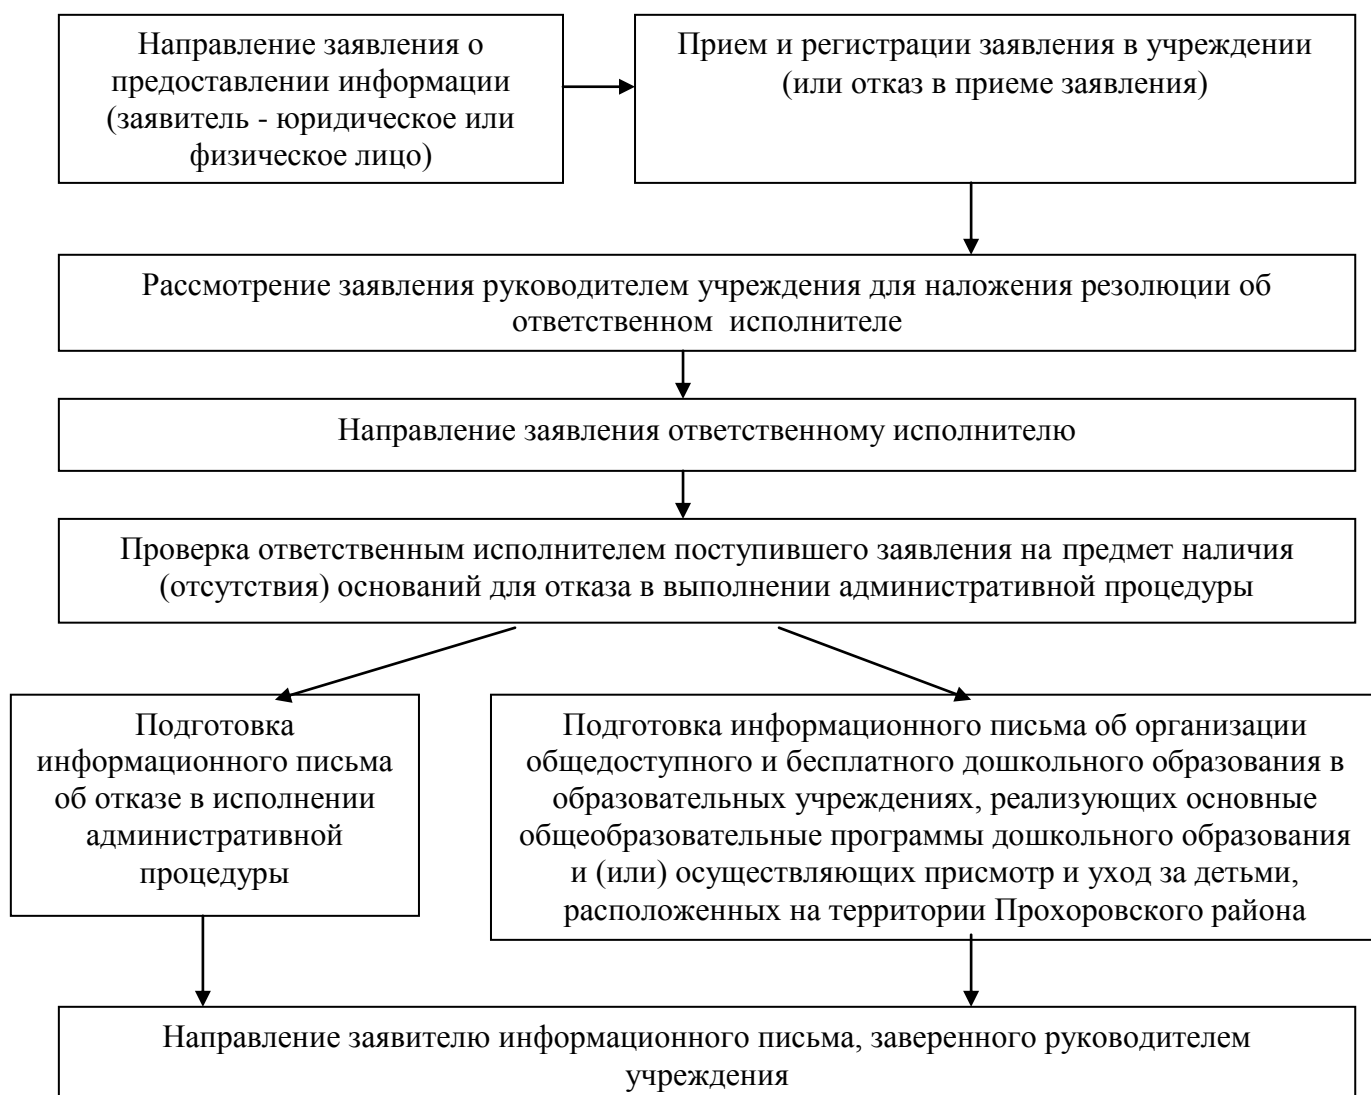 Направление заявления о
предоставлении информации
(заявитель - юридическое или
физическое лицо)
Прием и регистрации заявления в учреждении
(или отказ в приеме заявления)
Рассмотрение заявления руководителем учреждения для наложения резолюции об
ответственном исполнителе
Направление заявления ответственному исполнителю
Проверка ответственным исполнителем поступившего заявления на предмет наличия
(отсутствия) оснований для отказа в выполнении административной процедуры
Подготовка
информационного письма
об отказе в исполнении
административной
процедуры
Подготовка информационного письма об организации
общедоступного и бесплатного дошкольного образования в
образовательных учреждениях, реализующих основные
общеобразовательные программы дошкольного образования
и (или) осуществляющих присмотр и уход за детьми,
расположенных на территории Прохоровского района
Направление заявителю информационного письма, заверенного руководителем
учреждения